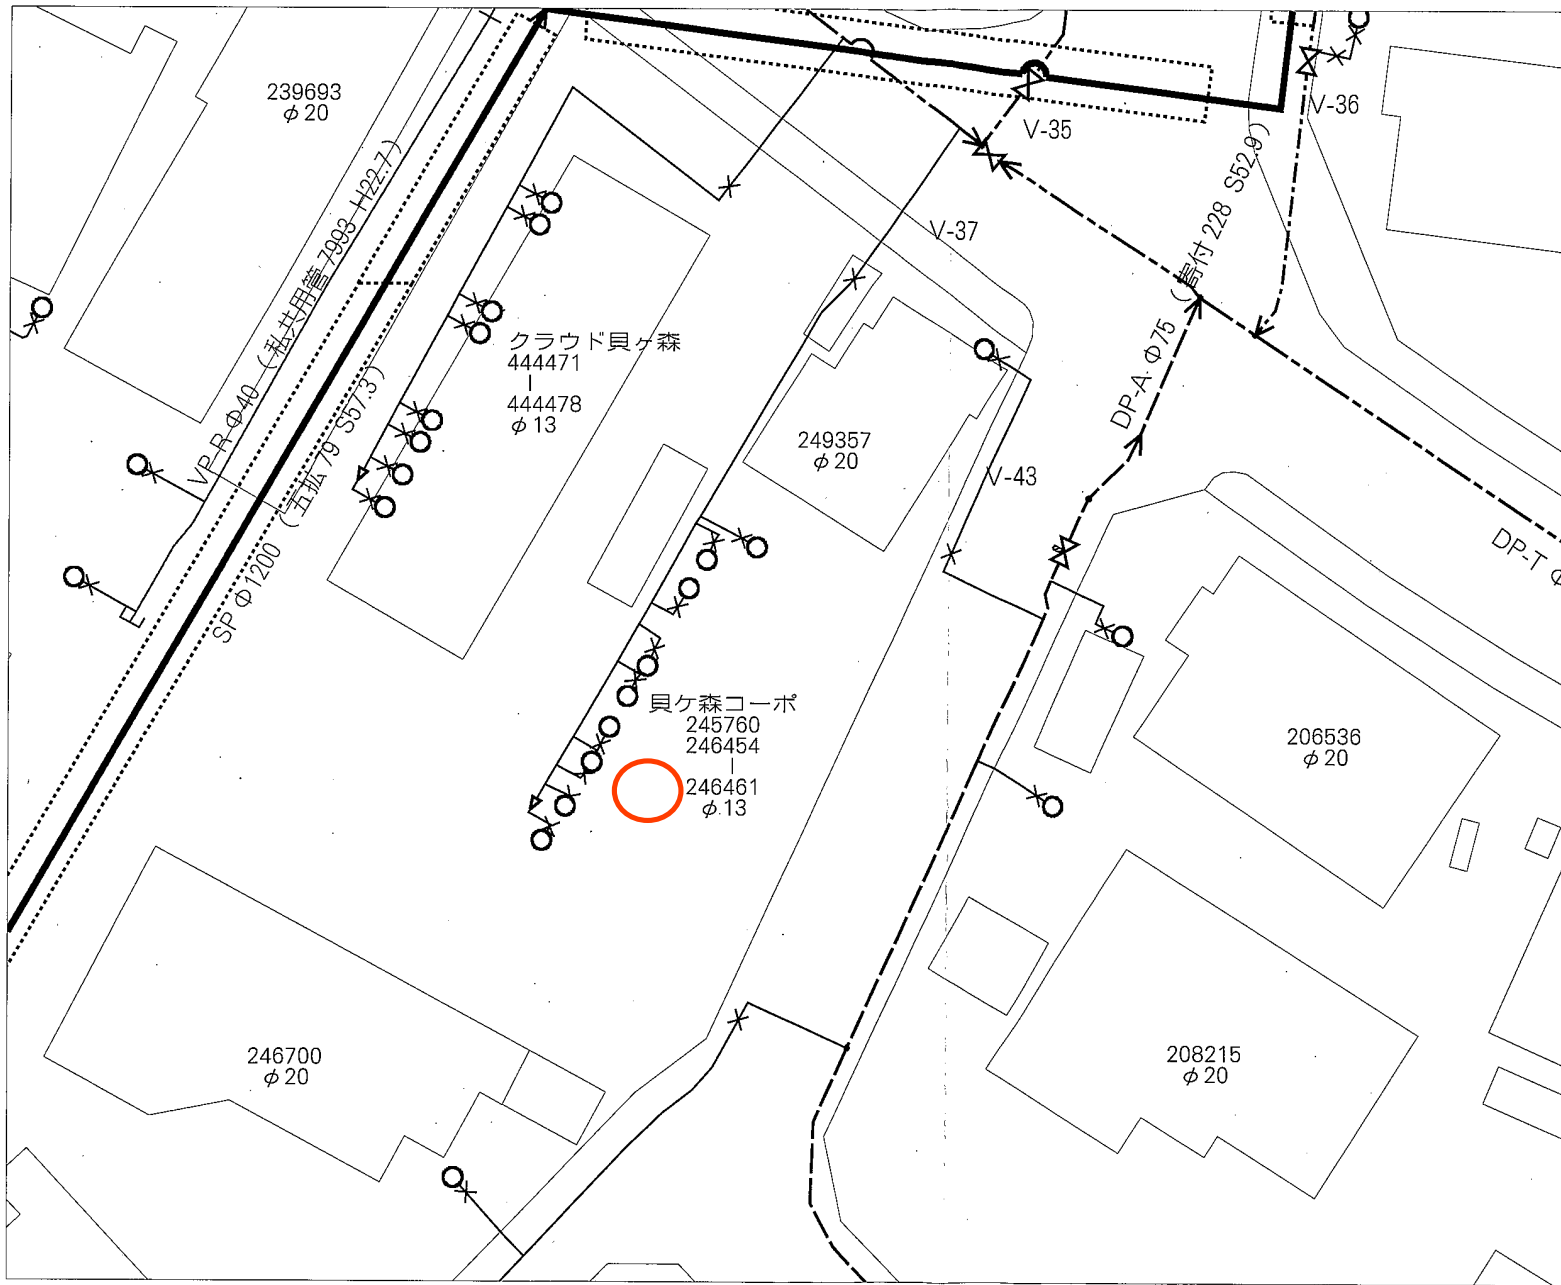 239693
φ20
V-35
V-36
V-37
VP-R Φ40 (私共用管 7993 H22.7)
SP Φ1200 (五拡 79 S57.3)
クラウド貝ヶ森
444471
|
444478
φ13
DP-A Φ75 (寄付 228 S52.9)
249357
φ20
V-43
DP-T Φ
貝ケ森コーポ
245760
246454
|
246461
φ13
206536
φ20
246700
φ20
208215
φ20